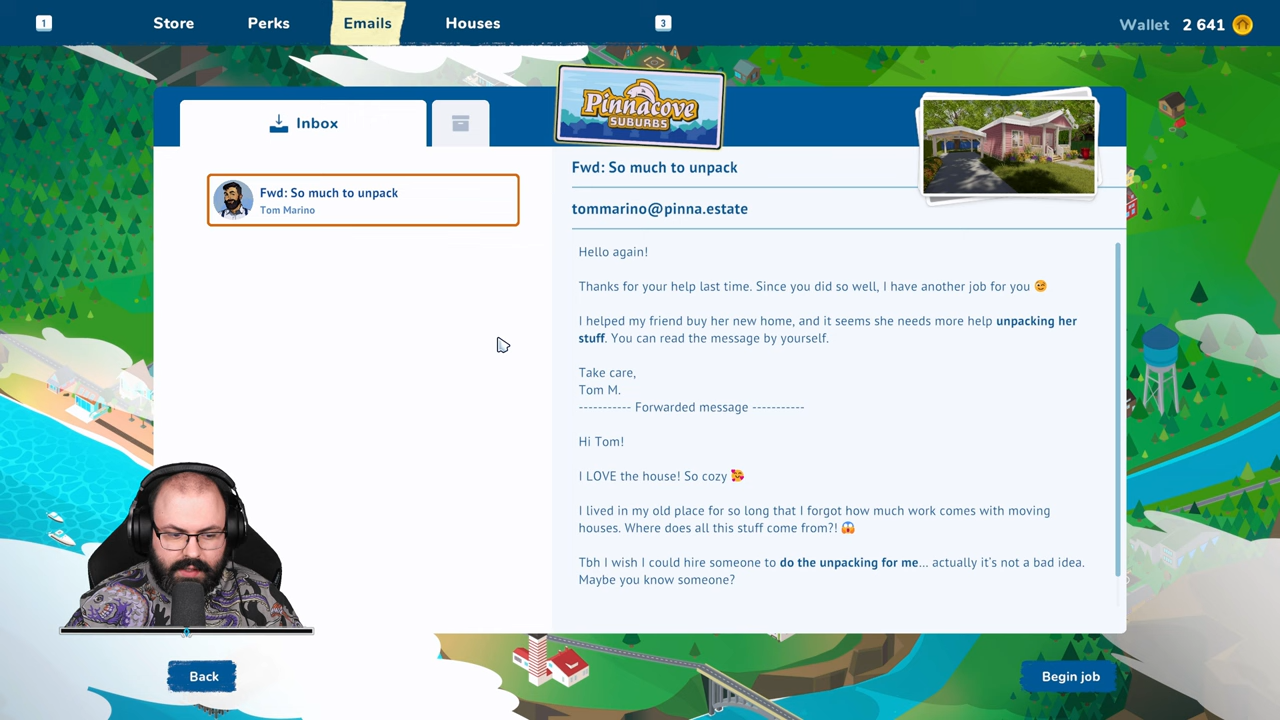 1 Store Perks Emails Houses 3 Wallet 2 641
Inbox
Pinnacove
SUBURBS
Fwd: So much to unpack
Tom Marino
Fwd: So much to unpack
tommarino@pinna.estate
Hello again!
Thanks for your help last time. Since you did so well, I have another job for you
I helped my friend buy her new home, and it seems she needs more help unpacking her
stuff. You can read the message by yourself.
Take care,
Tom M.
----------- Forwarded message -----------
Hi Tom!
I LOVE the house! So cozy 🥰
I lived in my old place for so long that I forgot how much work comes with moving
houses. Where does all this stuff come from?! 😱
Tbh I wish I could hire someone to do the unpacking for me... actually it's not a bad idea.
Maybe you know someone?
Back
Begin job